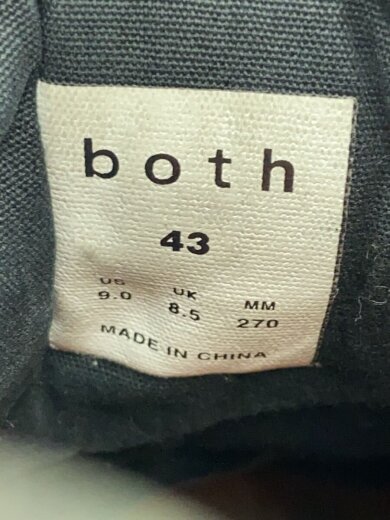 both
43
US UK MM
9.0 8.5 270
MADE IN CHINA